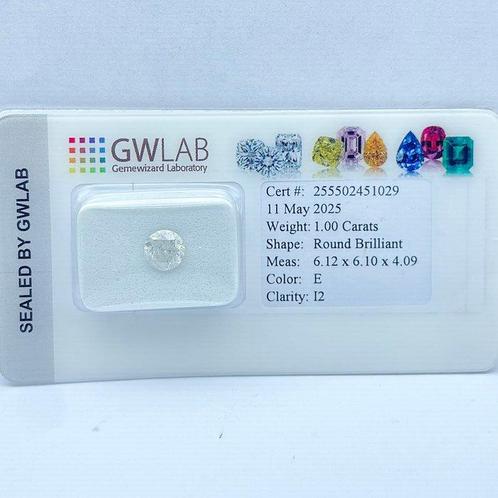 SEALED BY GWLAB
GWLAB
Gemewizard Laboratory
Cert #: 255502451029
11 May 2025
Weight: 1.00 Carats
Shape: Round Brilliant
Meas: 6.12 x 6.10 x 4.09
Color: E
Clarity: I2